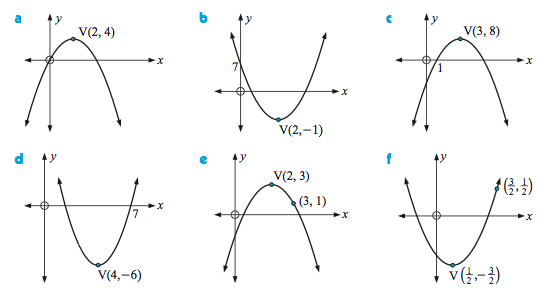 a
y
V(2, 4)
x
b
y
7
x
V(2,−1)
c
y
V(3, 8)
1
x
d
y
7
x
V(4,−6)
e
y
V(2, 3)
(3, 1)
x
f
y
(3/2, 1/2)
x
V(1/2, −3/2)